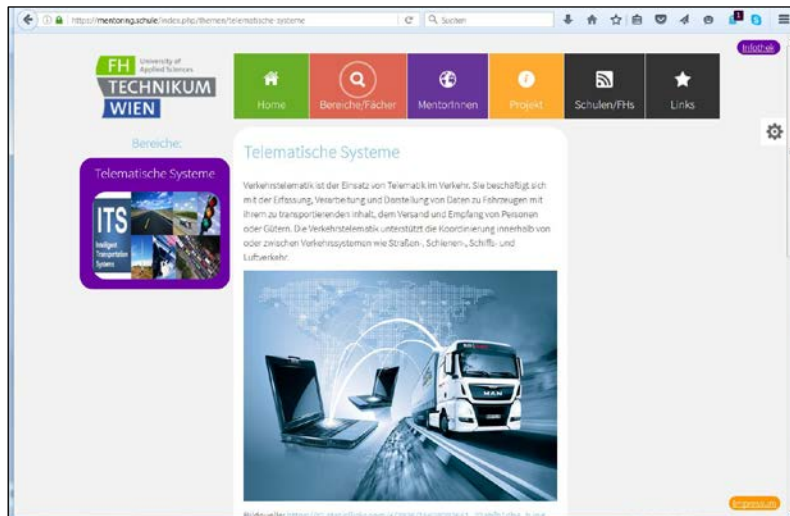 https://mentoring.schule/index.php/themen/telematische-systeme
Suchen
1
Infothek
FH University of
Applied Sciences
TECHNIKUM
WIEN
Home
Bereiche/Fächer
MentorInnen
Projekt
Schulen/FHs
Links
Bereiche:
Telematische Systeme
ITS
Intelligent
Transportation
Systems
Telematische Systeme
Verkehrstelematik ist der Einsatz von Telematik im Verkehr. Sie beschäftigt sich
mit der Erfassung, Verarbeitung und Darstellung von Daten zu Fahrzeugen mit
ihrem zu transportierenden Inhalt, dem Versand und Empfang von Personen
oder Gütern. Die Verkehrstelematik unterstützt die Koordinierung innerhalb von
oder zwischen Verkehrssystemen wie Straßen-, Schienen-, Schiffs- und
Luftverkehr.
MAN
Impressum